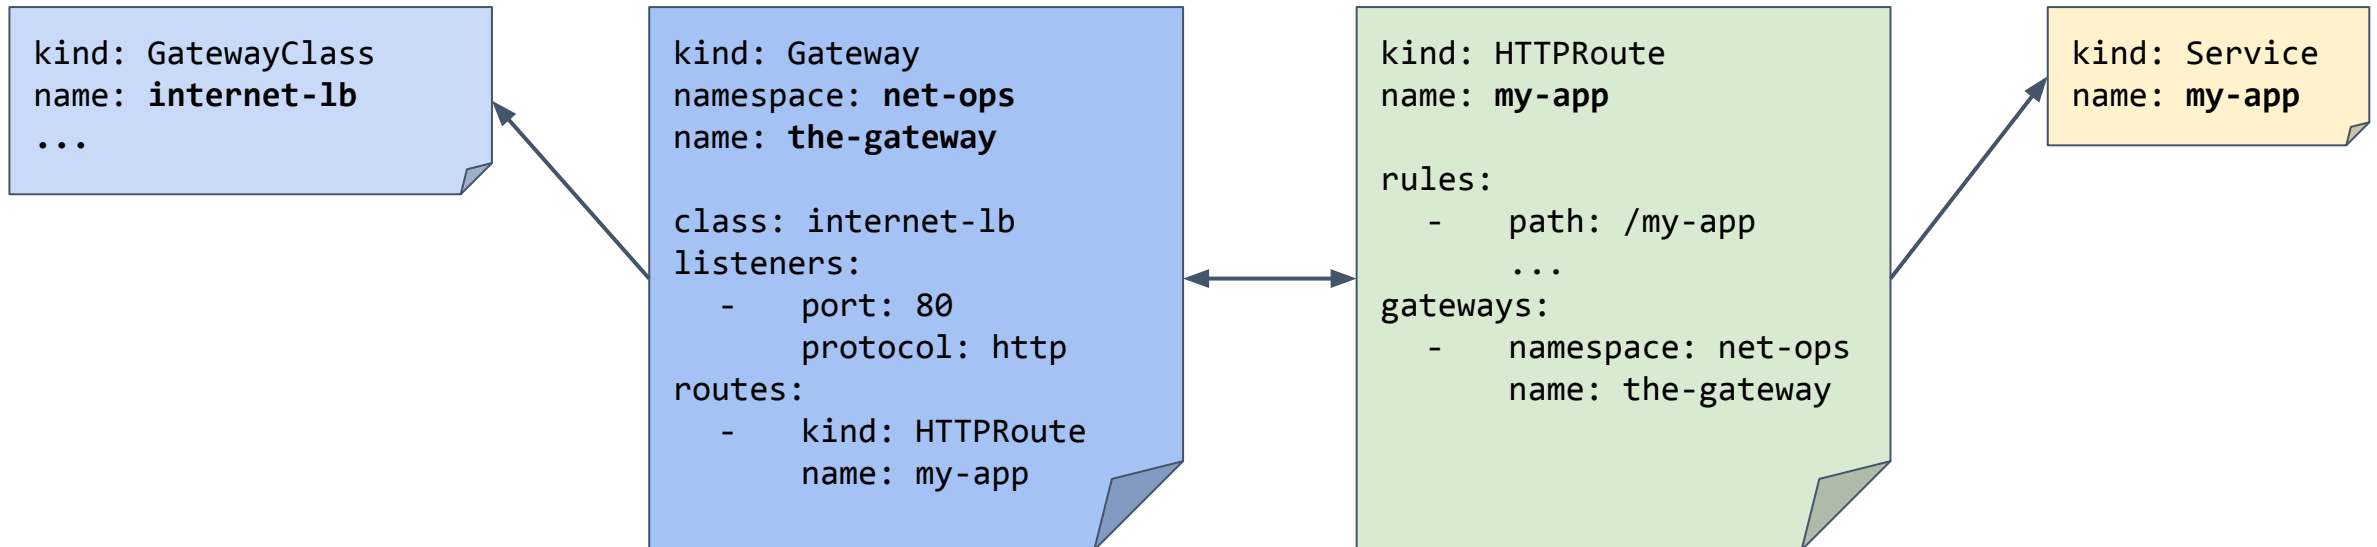 kind: GatewayClass
name: internet-lb
...
kind: Gateway
namespace: net-ops
name: the-gateway
class: internet-lb
listeners:
- port: 80
protocol: http
routes:
- kind: HTTPRoute
name: my-app
kind: HTTPRoute
name: my-app
rules:
- path: /my-app
...
gateways:
- namespace: net-ops
name: the-gateway
kind: Service
name: my-app